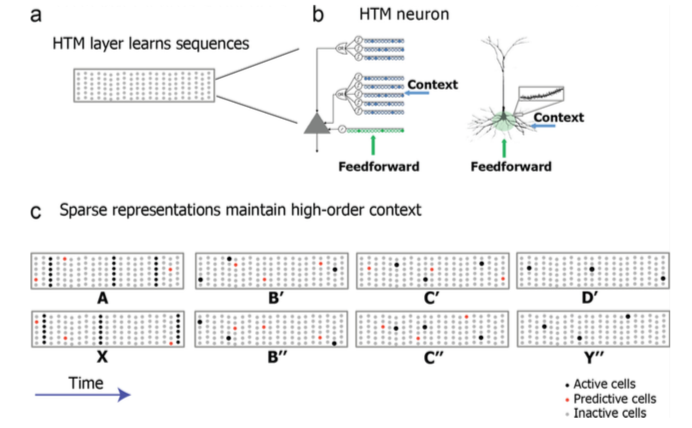 a
HTM layer learns sequences
b
HTM neuron
Context
Feedforward
Context
Feedforward
c Sparse representations maintain high-order context
A
B′
C′
D′
X
B″
C″
Y″
Time
Active cells
Predictive cells
Inactive cells